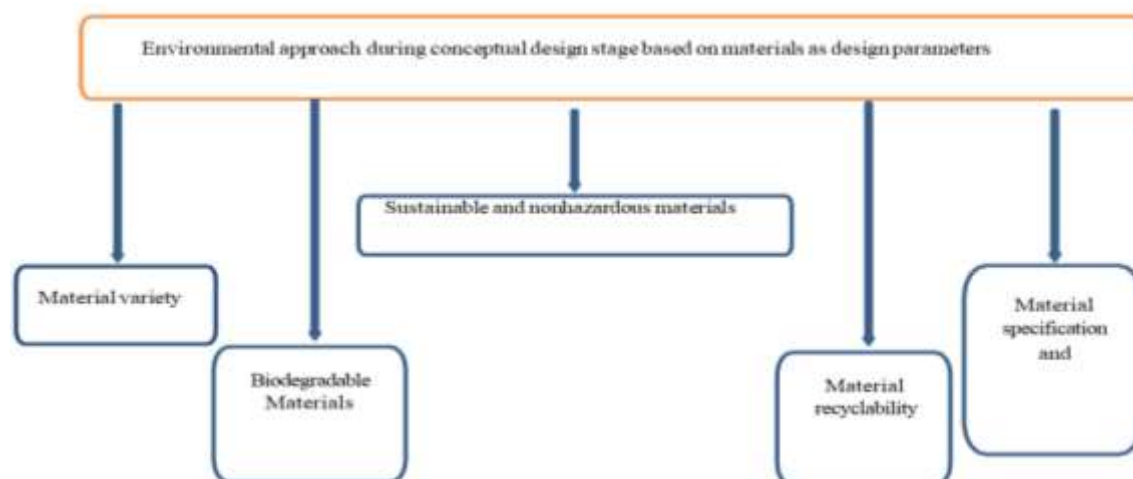 Environmental approach during conceptual design stage based on materials as design parameters
Sustainable and nonhazardous materials
Material variety
Biodegradable
Materials
Material
recyclability
Material
specification
and